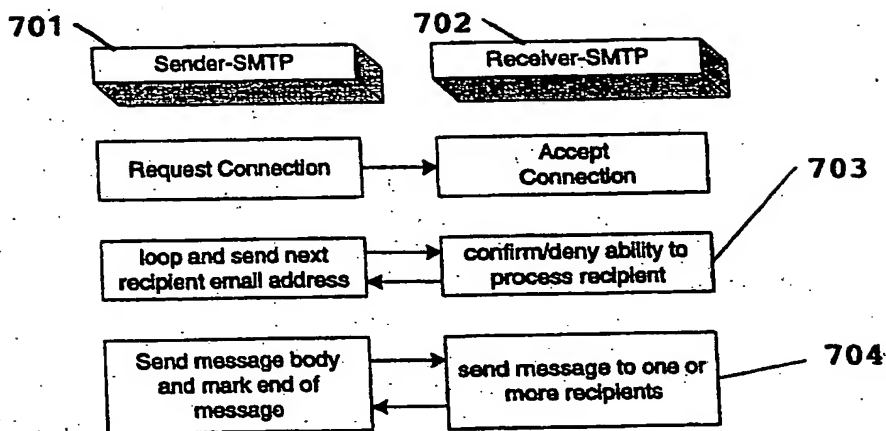 701
702
Sender-SMTP
Receiver-SMTP
Request Connection
Accept
Connection
703
loop and send next
recipient email address
confirm/deny ability to
process recipient
Send message body
and mark end of
message
send message to one or
more recipients
704